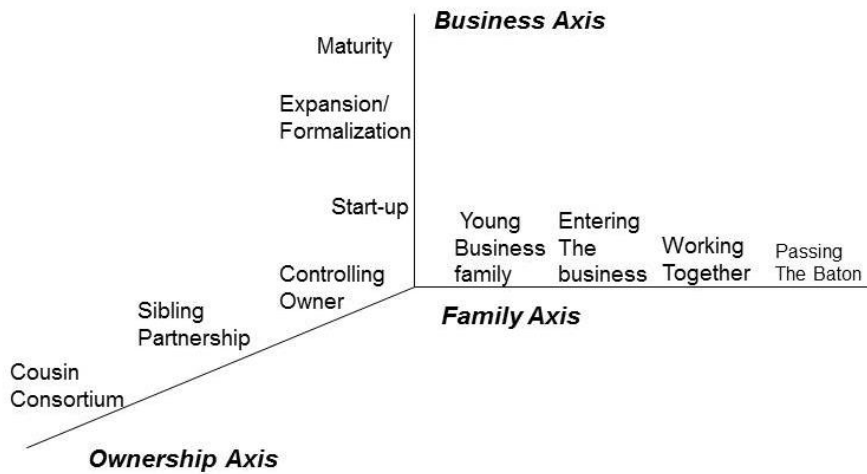 Business Axis
Maturity
Expansion/
Formalization
Start-up
Young
Business
family
Entering
The
business
Working
Together
Passing
The Baton
Controlling
Owner
Family Axis
Sibling
Partnership
Cousin
Consortium
Ownership Axis